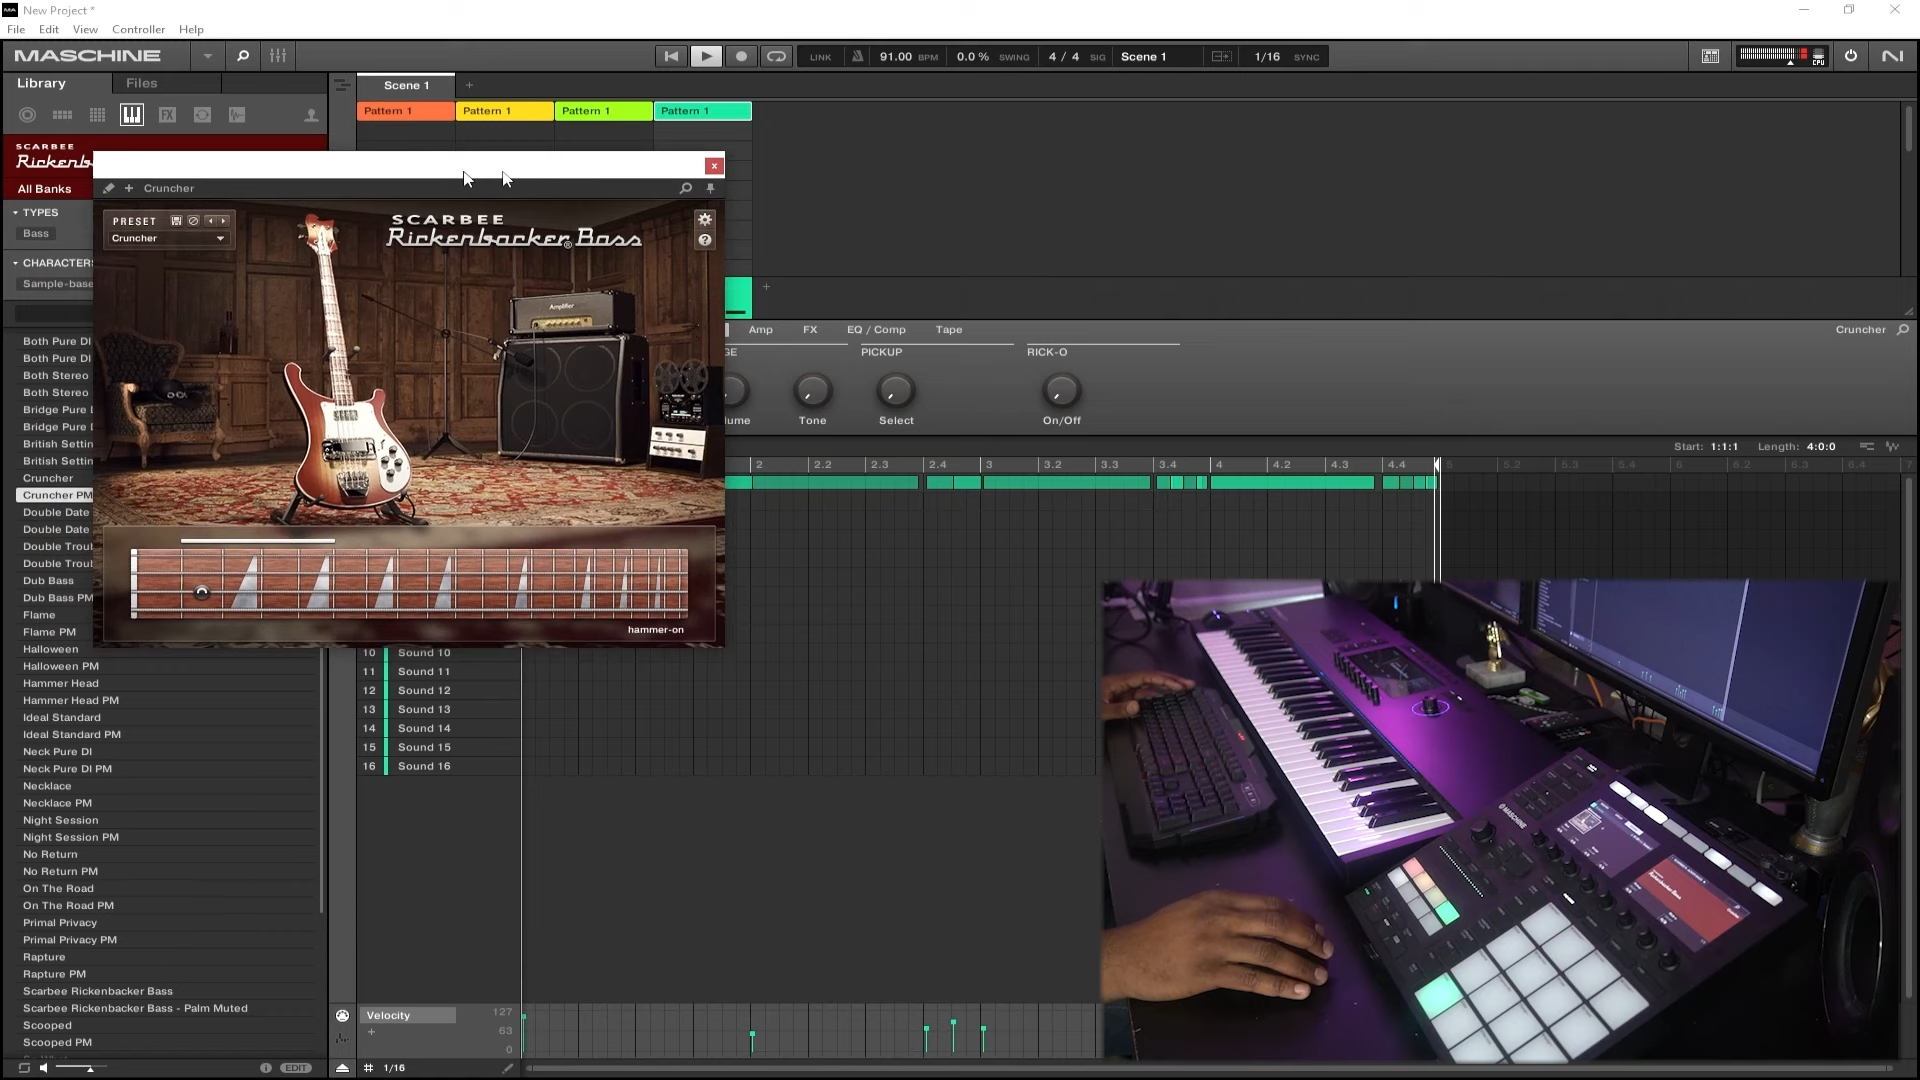 New Project *
File Edit View Controller Help
MASCHINE
LINK 91.00 BPM 0.0 % SWING 4 / 4 SIG Scene 1 1/16 SYNC
CPU
Library Files
Scene 1 +
Pattern 1 Pattern 1 Pattern 1 Pattern 1
FX
SCARBEE
Rickenb
All Banks
TYPES
Bass
CHARACTER
Sample-base
+ Cruncher
PRESET
Cruncher
SCARBEE
Rickenbacker® Bass
Amplifier
hammer-on
Amp FX EQ / Comp Tape
Cruncher
GE PICKUP RICK-O
lume Tone Select On/Off
Start: 1:1:1 Length: 4:0:0
2 2.2 2.3 2.4 3 3.2 3.3 3.4 4 4.2 4.3 4.4 5 5.2 5.3 5.4 6 6.2 6.3 6.4 7
Both Pure DI
Both Pure DI
Both Stereo
Both Stereo
Bridge Pure
Bridge Pure
British Settin
British Settin
Cruncher
Cruncher PM
Double Date
Double Date
Double Troul
Double Troul
Dub Bass
Dub Bass PM
Flame
Flame PM
Halloween
Halloween PM
Hammer Head
Hammer Head PM
Ideal Standard
Ideal Standard PM
Neck Pure DI
Neck Pure DI PM
Necklace
Necklace PM
Night Session
Night Session PM
No Return
No Return PM
On The Road
On The Road PM
Primal Privacy
Primal Privacy PM
Rapture
Rapture PM
Scarbee Rickenbacker Bass
Scarbee Rickenbacker Bass - Palm Muted
Scooped
Scooped PM
10 Sound 10
11 Sound 11
12 Sound 12
13 Sound 13
14 Sound 14
15 Sound 15
16 Sound 16
Velocity 127
+ 63
0
EDIT
1/16
MASCHINE
Rickenbacker Bass